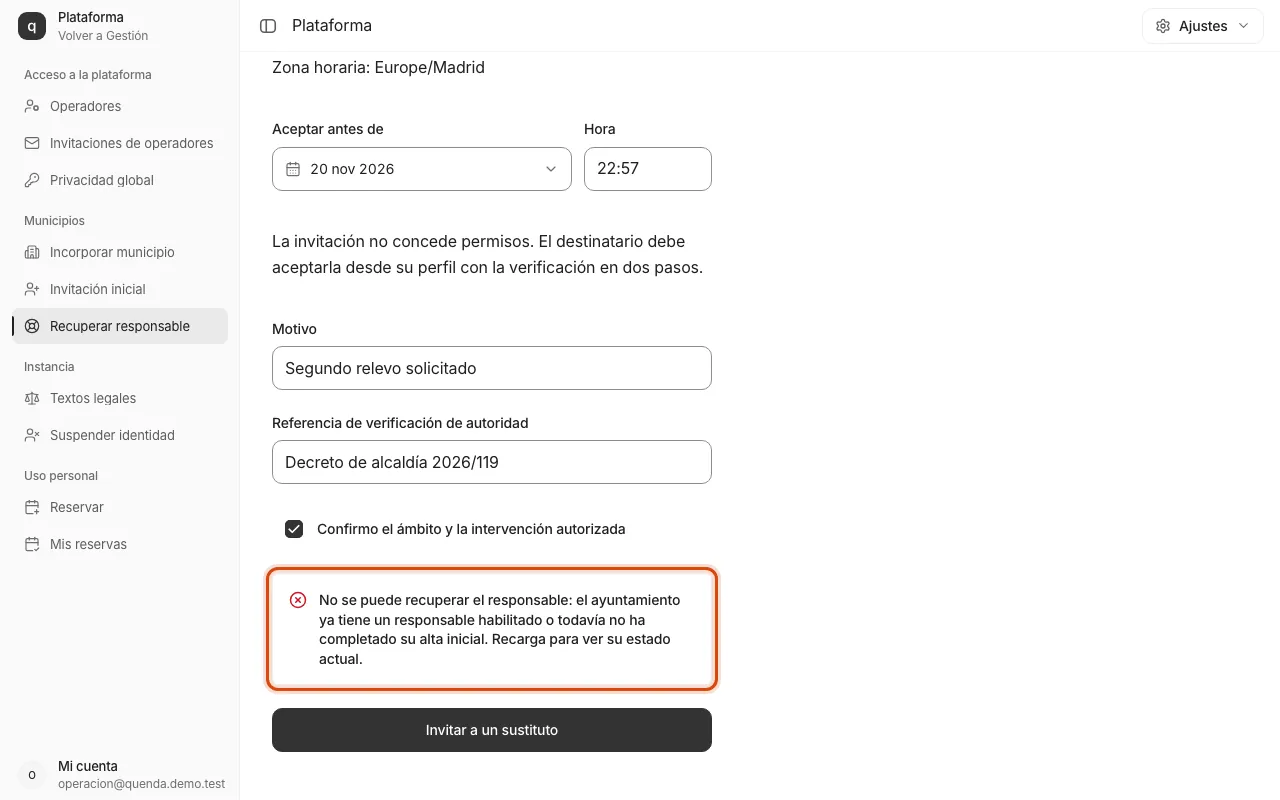 q
Plataforma
Volver a Gestión
Acceso a la plataforma
Operadores
Invitaciones de operadores
Privacidad global
Municipios
Incorporar municipio
Invitación inicial
Recuperar responsable
Instancia
Textos legales
Suspender identidad
Uso personal
Reservar
Mis reservas
O
Mi cuenta
operacion@quenda.demo.test
Plataforma
Ajustes
Zona horaria: Europe/Madrid
Aceptar antes de
Hora
20 nov 2026
22:57
La invitación no concede permisos. El destinatario debe
aceptarla desde su perfil con la verificación en dos pasos.
Motivo
Segundo relevo solicitado
Referencia de verificación de autoridad
Decreto de alcaldía 2026/119
Confirmo el ámbito y la intervención autorizada
No se puede recuperar el responsable: el ayuntamiento
ya tiene un responsable habilitado o todavía no ha
completado su alta inicial. Recarga para ver su estado
actual.
Invitar a un sustituto